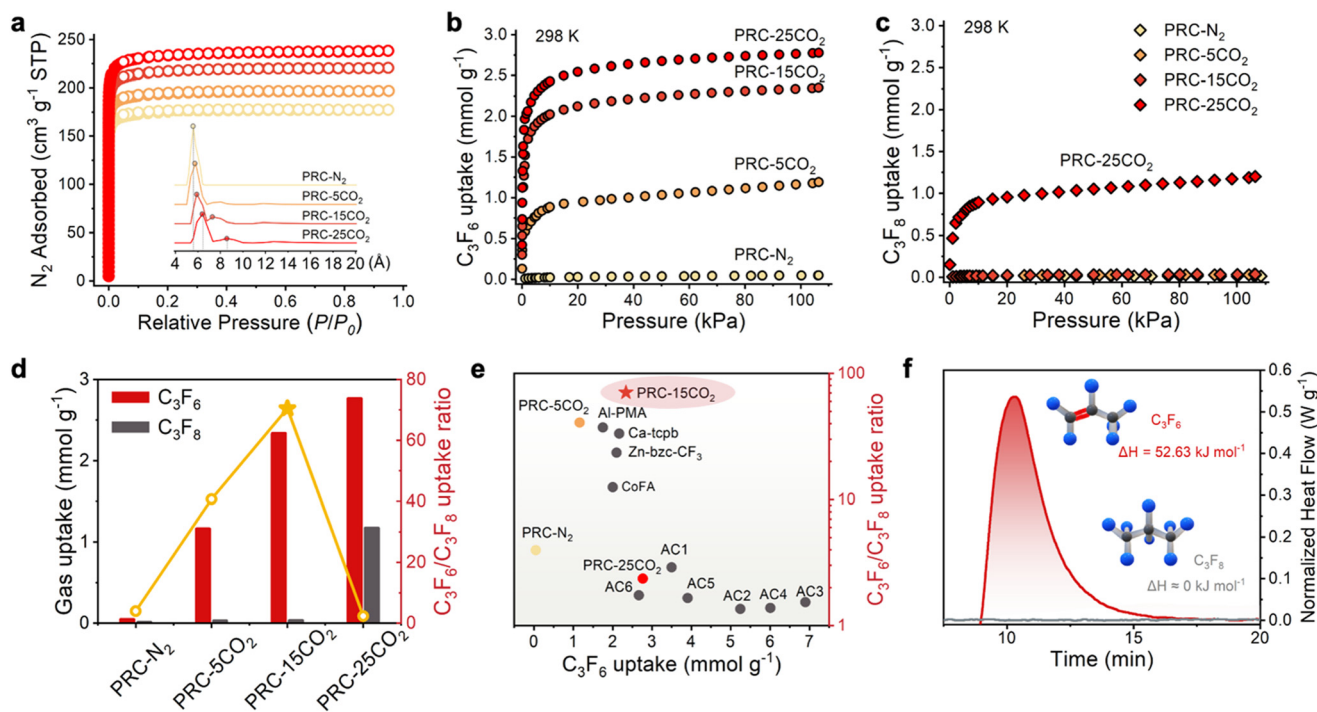 a
N₂ Adsorbed (cm³ g⁻¹ STP)
250
200
150
100
50
0
PRC-N₂
PRC-5CO₂
PRC-15CO₂
PRC-25CO₂
4 6 8 10 12 14 16 18 20 (Å)
0.0 0.2 0.4 0.6 0.8 1.0
Relative Pressure (P/P₀)
b
298 K
C₃F₆ uptake (mmol g⁻¹)
3.0
2.5
2.0
1.5
1.0
0.5
0.0
PRC-25CO₂
PRC-15CO₂
PRC-5CO₂
PRC-N₂
0 20 40 60 80 100
Pressure (kPa)
c
298 K
C₃F₈ uptake (mmol g⁻¹)
3.0
2.5
2.0
1.5
1.0
0.5
0.0
PRC-N₂
PRC-5CO₂
PRC-15CO₂
PRC-25CO₂
PRC-25CO₂
0 20 40 60 80 100
Pressure (kPa)
d
Gas uptake (mmol g⁻¹)
3
2
1
0
C₃F₆
C₃F₈
80
70
60
50
40
30
20
10
0
C₃F₆/C₃F₈ uptake ratio
PRC-N₂
PRC-5CO₂
PRC-15CO₂
PRC-25CO₂
e
PRC-15CO₂
PRC-5CO₂
Al-PMA
Ca-tcpb
Zn-bzc-CF₃
CoFA
PRC-N₂
PRC-25CO₂
AC1
AC6
AC5
AC2
AC4
AC3
100
10
1
C₃F₆/C₃F₈ uptake ratio
0 1 2 3 4 5 6 7
C₃F₆ uptake (mmol g⁻¹)
f
C₃F₆
ΔH = 52.63 kJ mol⁻¹
C₃F₈
ΔH ≈ 0 kJ mol⁻¹
0.6
0.5
0.4
0.3
0.2
0.1
0.0
Normalized Heat Flow (W g⁻¹)
10 15 20
Time (min)